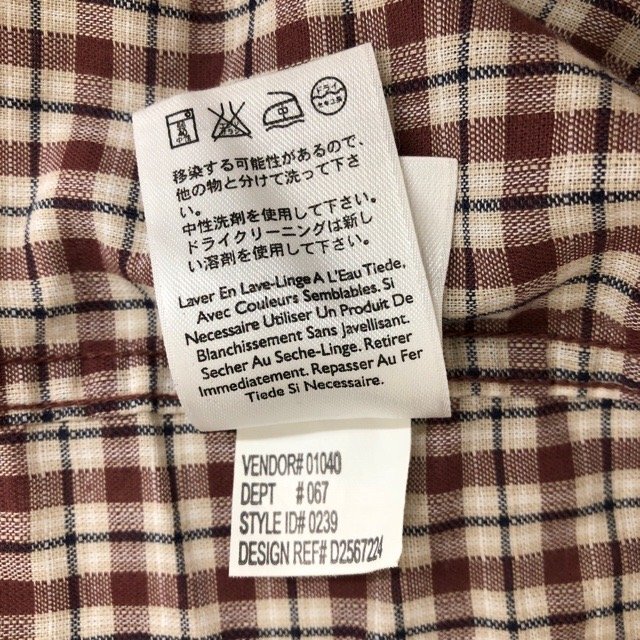 中
ドライ
移染する可能性があるので、
他の物と分けて洗って下さ
い。
中性洗剤を使用して下さい。
ドライクリーニングは新し
い溶剤を使用して下さい。
Laver En Lave-Linge A L'Eau Tiede.
Avec Couleurs Semblables. Si
Necessaire Utiliser Un Produit De
Blanchissement Sans Javellisant.
Secher Au Seche-Linge. Retirer
Immediatement. Repasser Au Fer
Tiede Si Necessaire.
VENDOR# 01040
DEPT # 067
STYLE ID# 0239
DESIGN REF# D2567224